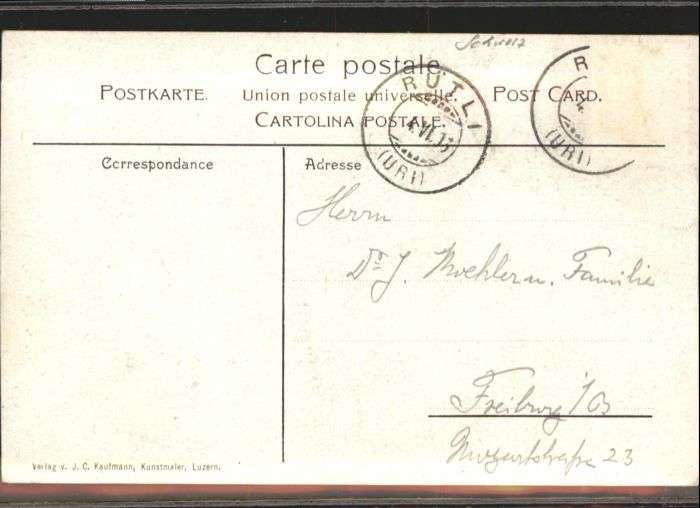 Schweiz
Carte postale.
POSTKARTE. Union postale universelle. POST CARD.
CARTOLINA POSTALE.
RÜTLI
(URI)
R
(URI)
Ccrrespondance
Adresse
Herrn
Dr J. Moehler u. Familie
Freiburg i/B
Mozartstraße 23
Verlag v. J. C. Kaufmann, Kunstmaler, Luzern.